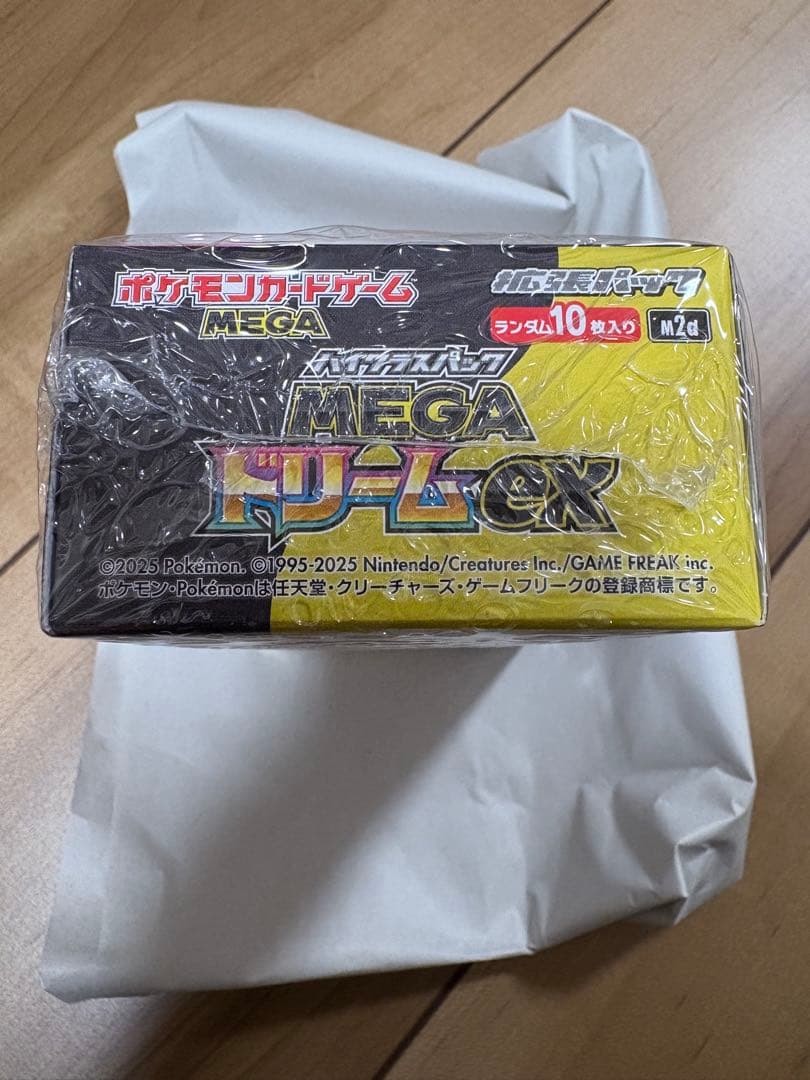 ポケモンカードゲーム
MEGA
拡張パック
ランダム10枚入り
M2a
ハイクラスパック
MEGA
ドリームex
©2025 Pokémon. ©1995-2025 Nintendo/Creatures Inc./GAME FREAK inc.
ポケモン・Pokémonは任天堂・クリーチャーズ・ゲームフリークの登録商標です。